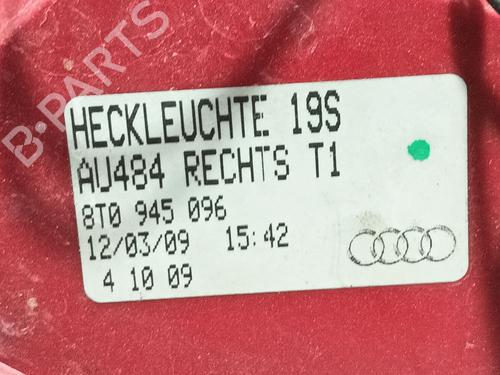 B-PARTS
HECKLEUCHTE 19S
AU484 RECHTS T1
8T0 945 096
12/03/09 15:42
4 10 09